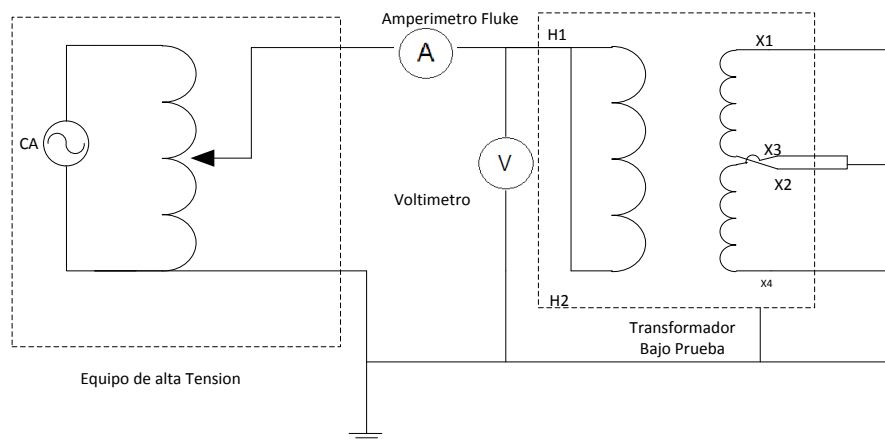 Amperimetro Fluke
H1
X1
A
CA
X3
V
X2
Voltimetro
X4
H2
Transformador
Bajo Prueba
Equipo de alta Tension